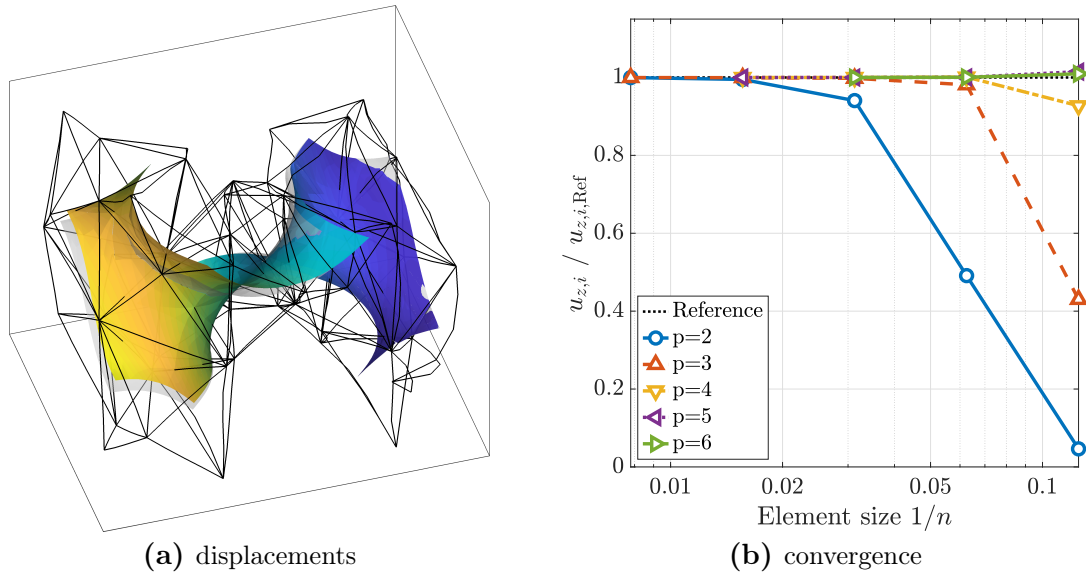 1
0.8
0.6
0.4
0.2
0
u_{z,i} / u_{z,i,Ref}
Reference
p=2
p=3
p=4
p=5
p=6
0.01
0.02
0.05
0.1
Element size 1/n
(a) displacements
(b) convergence